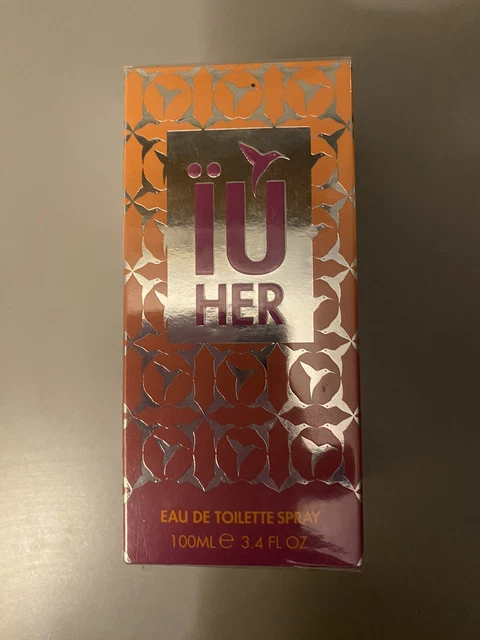 ÏU
HER
EAU DE TOILETTE SPRAY
100ML ℮ 3.4 FL OZ